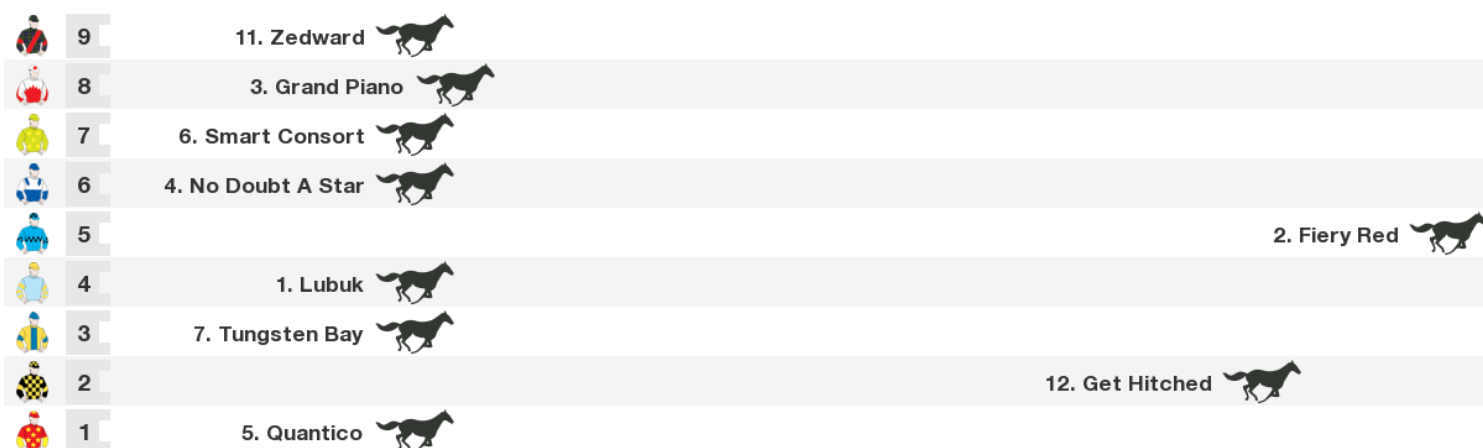 9 11. Zedward
8 3. Grand Piano
7 6. Smart Consort
6 4. No Doubt A Star
5 2. Fiery Red
4 1. Lubuk
3 7. Tungsten Bay
2 12. Get Hitched
1 5. Quantico